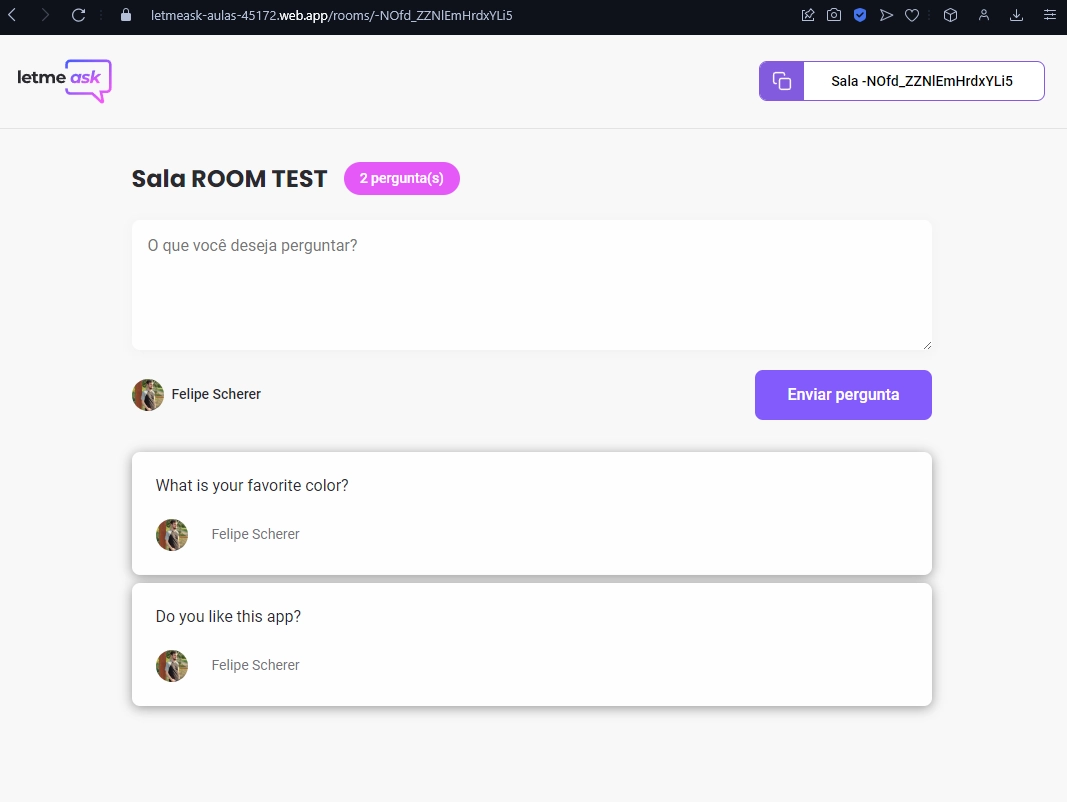 letmeask-aulas-45172.web.app/rooms/-NOfd_ZZNlEmHrdxYLi5
letme ask
Sala -NOfd_ZZNlEmHrdxYLi5
Sala ROOM TEST
2 pergunta(s)
O que você deseja perguntar?
Felipe Scherer
Enviar pergunta
What is your favorite color?
Felipe Scherer
Do you like this app?
Felipe Scherer